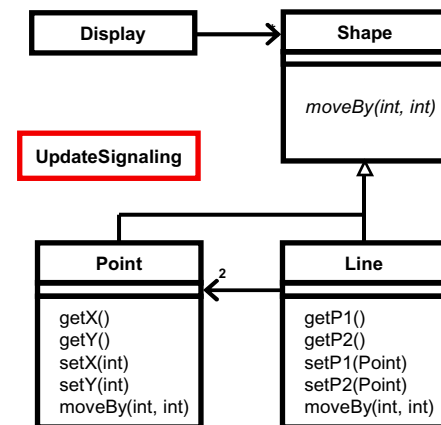 Display
*
Shape
moveBy(int, int)
UpdateSignaling
Point
2
Line
getX()
getY()
setX(int)
setY(int)
moveBy(int, int)
getP1()
getP2()
setP1(Point)
setP2(Point)
moveBy(int, int)